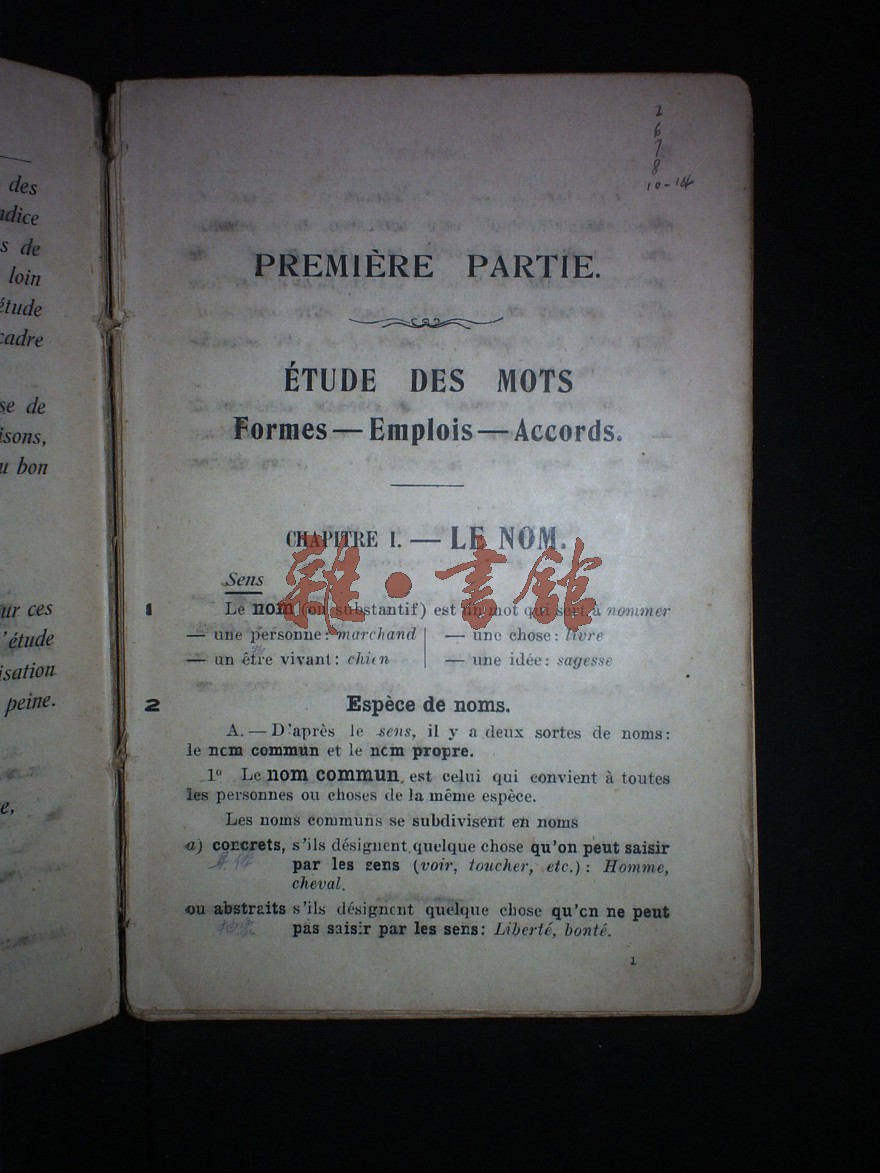 des
ndice
s de
loin
étude
cadre
se de
isons,
u bon
ur ces
l'étude
isation
peine.
e,
2
6
7
8
10-14
PREMIÈRE PARTIE.
ÉTUDE DES MOTS
Formes — Emplois — Accords.
CHAPITRE I. — LE NOM.
雜·書館
Sens
1 Le nom (ou substantif) est un mot qui sert à nommer
— une personne: marchand — une chose: livre
— un être vivant: chien — une idée: sagesse
2 Espèce de noms.
A. — D'après le sens, il y a deux sortes de noms:
le nom commun et le nom propre.
1º Le nom commun est celui qui convient à toutes
les personnes ou choses de la même espèce.
Les noms communs se subdivisent en noms
a) concrets, s'ils désignent quelque chose qu'on peut saisir
具体 par les sens (voir, toucher, etc.): Homme,
cheval.
ou abstraits s'ils désignent quelque chose qu'on ne peut
抽象 pas saisir par les sens: Liberté, bonté.
1